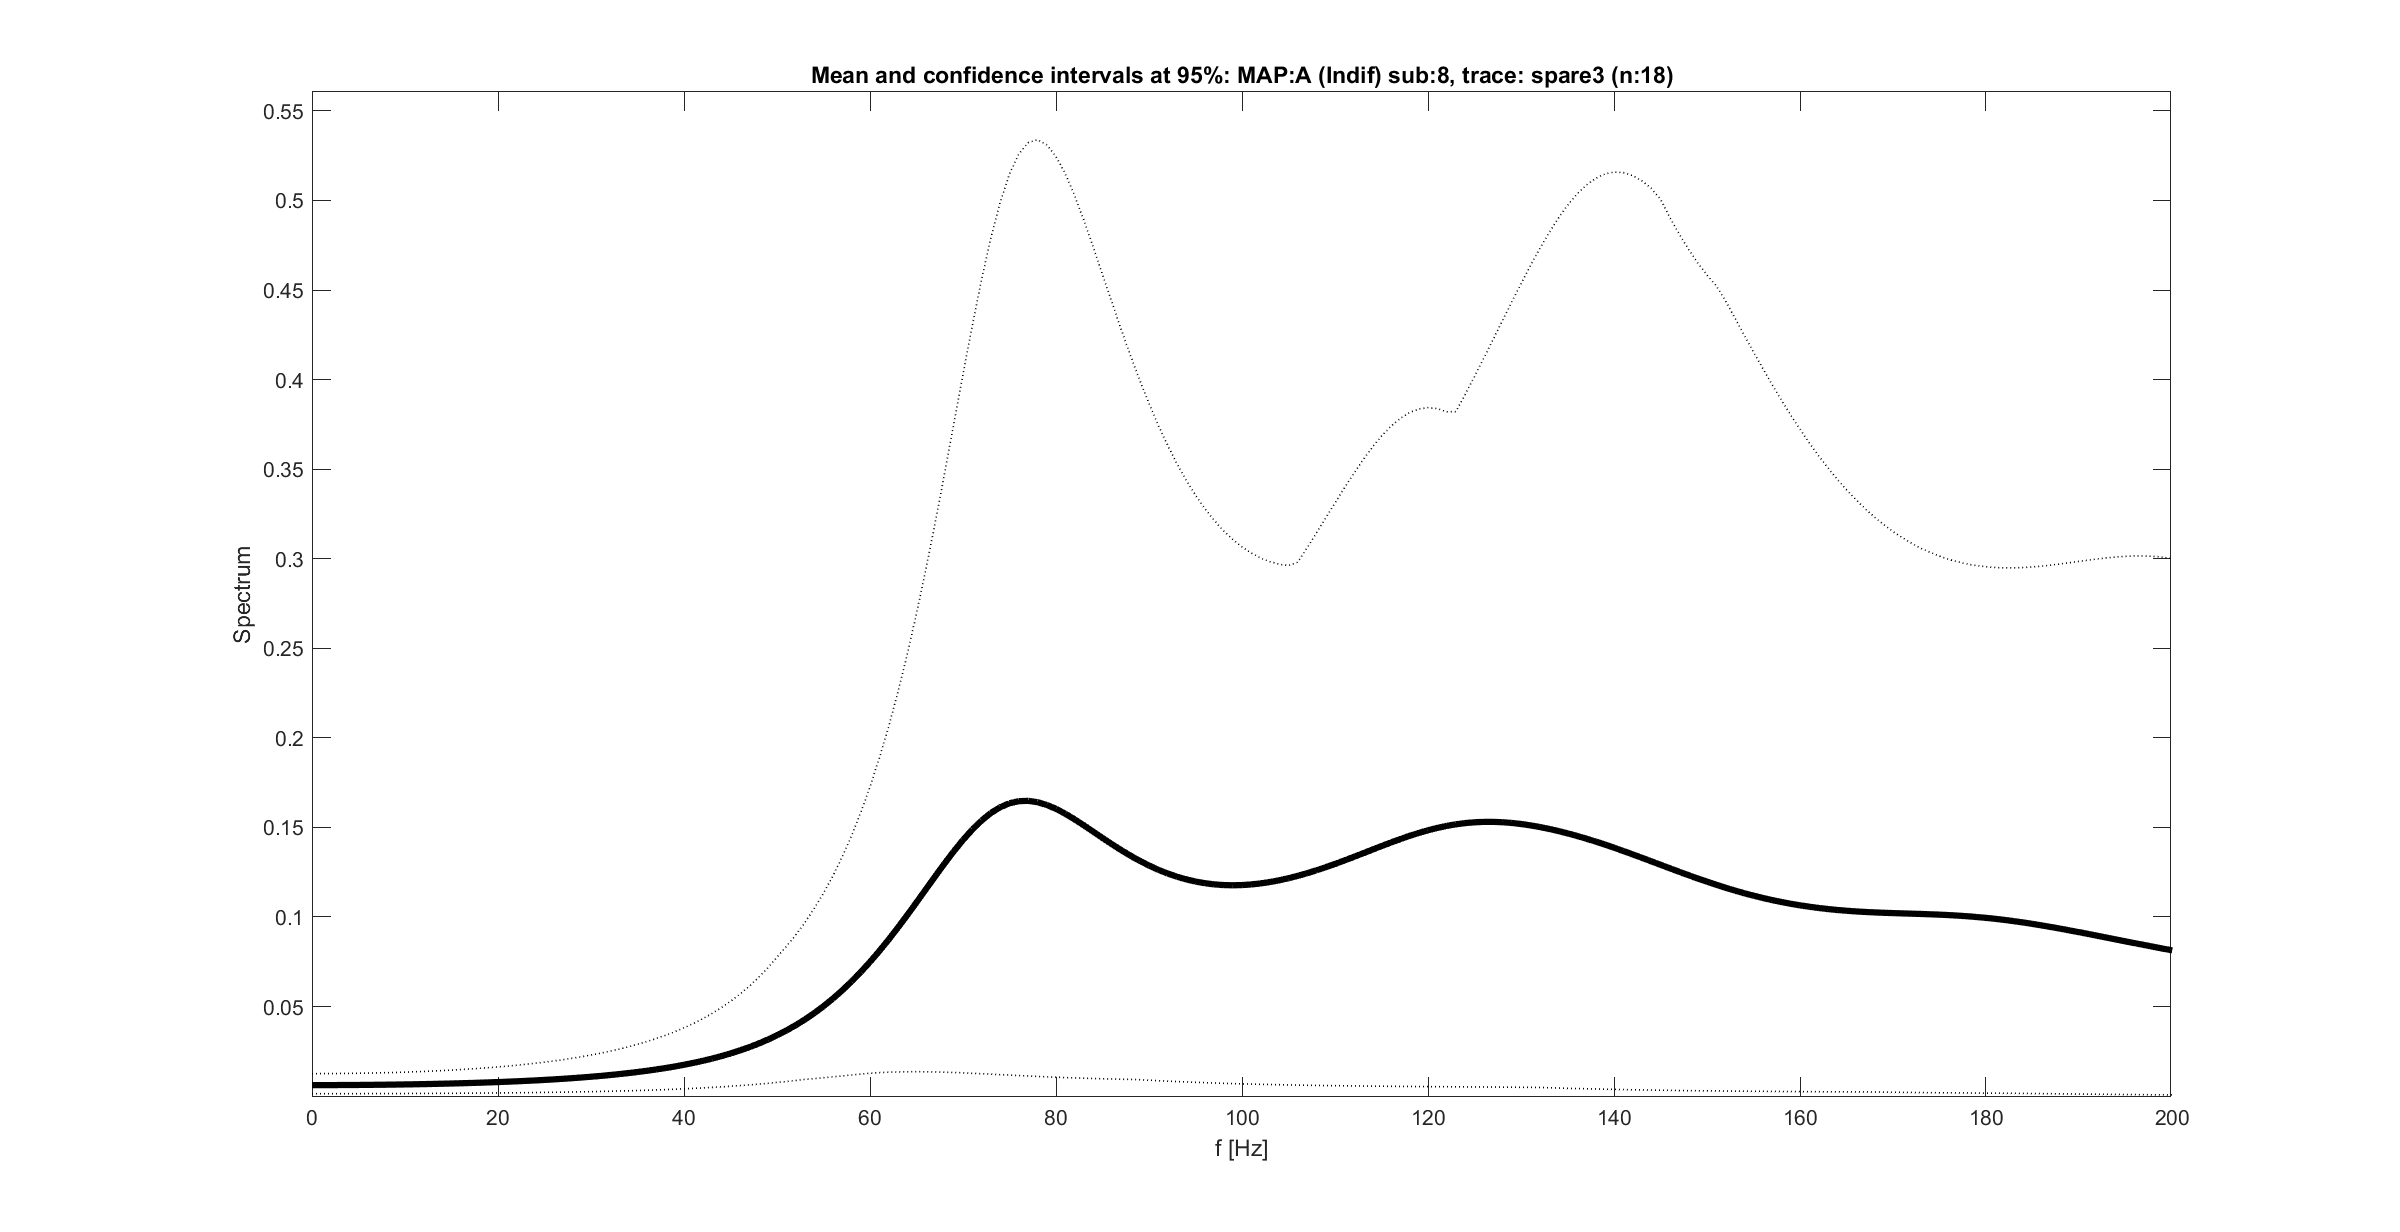 Mean and confidence intervals at 95%: MAP:A (Indif) sub:8, trace: spare3 (n:18)
0.55
0.5
0.45
0.4
0.35
0.3
0.25
0.2
0.15
0.1
0.05
Spectrum
0 20 40 60 80 100 120 140 160 180 200
f [Hz]